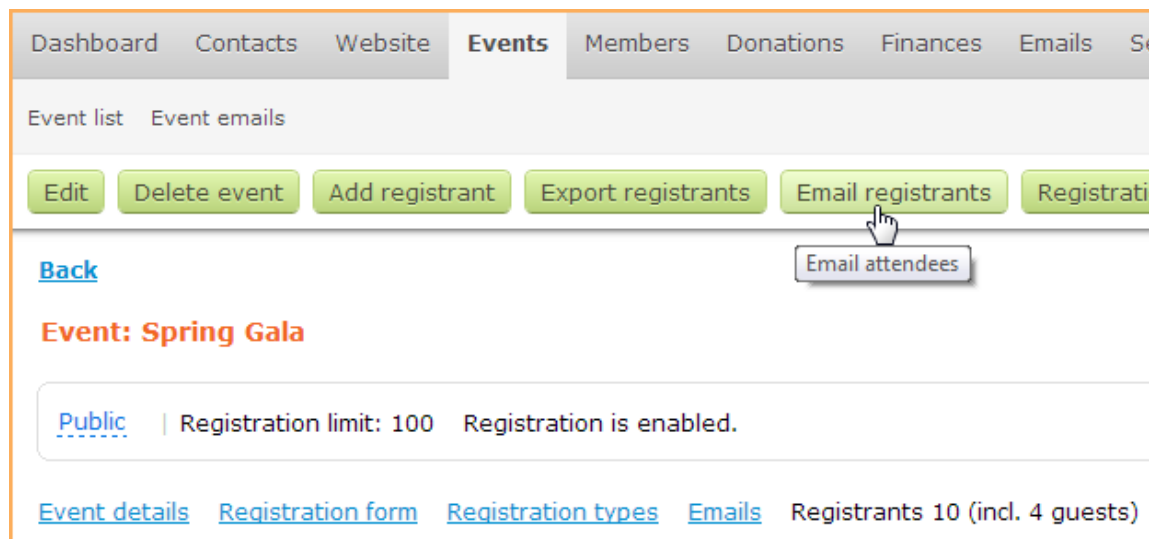 Dashboard Contacts Website Events Members Donations Finances Emails
Event list Event emails
Edit Delete event Add registrant Export registrants Email registrants
Email attendees
Back
Event: Spring Gala
Public | Registration limit: 100 Registration is enabled.
Event details Registration form Registration types Emails Registrants 10 (incl. 4 guests)